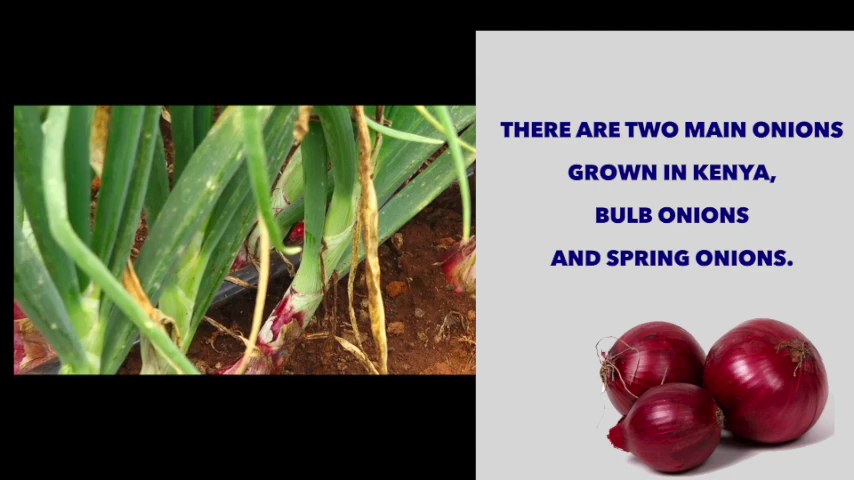 THERE ARE TWO MAIN ONIONS
GROWN IN KENYA,
BULB ONIONS
AND SPRING ONIONS.